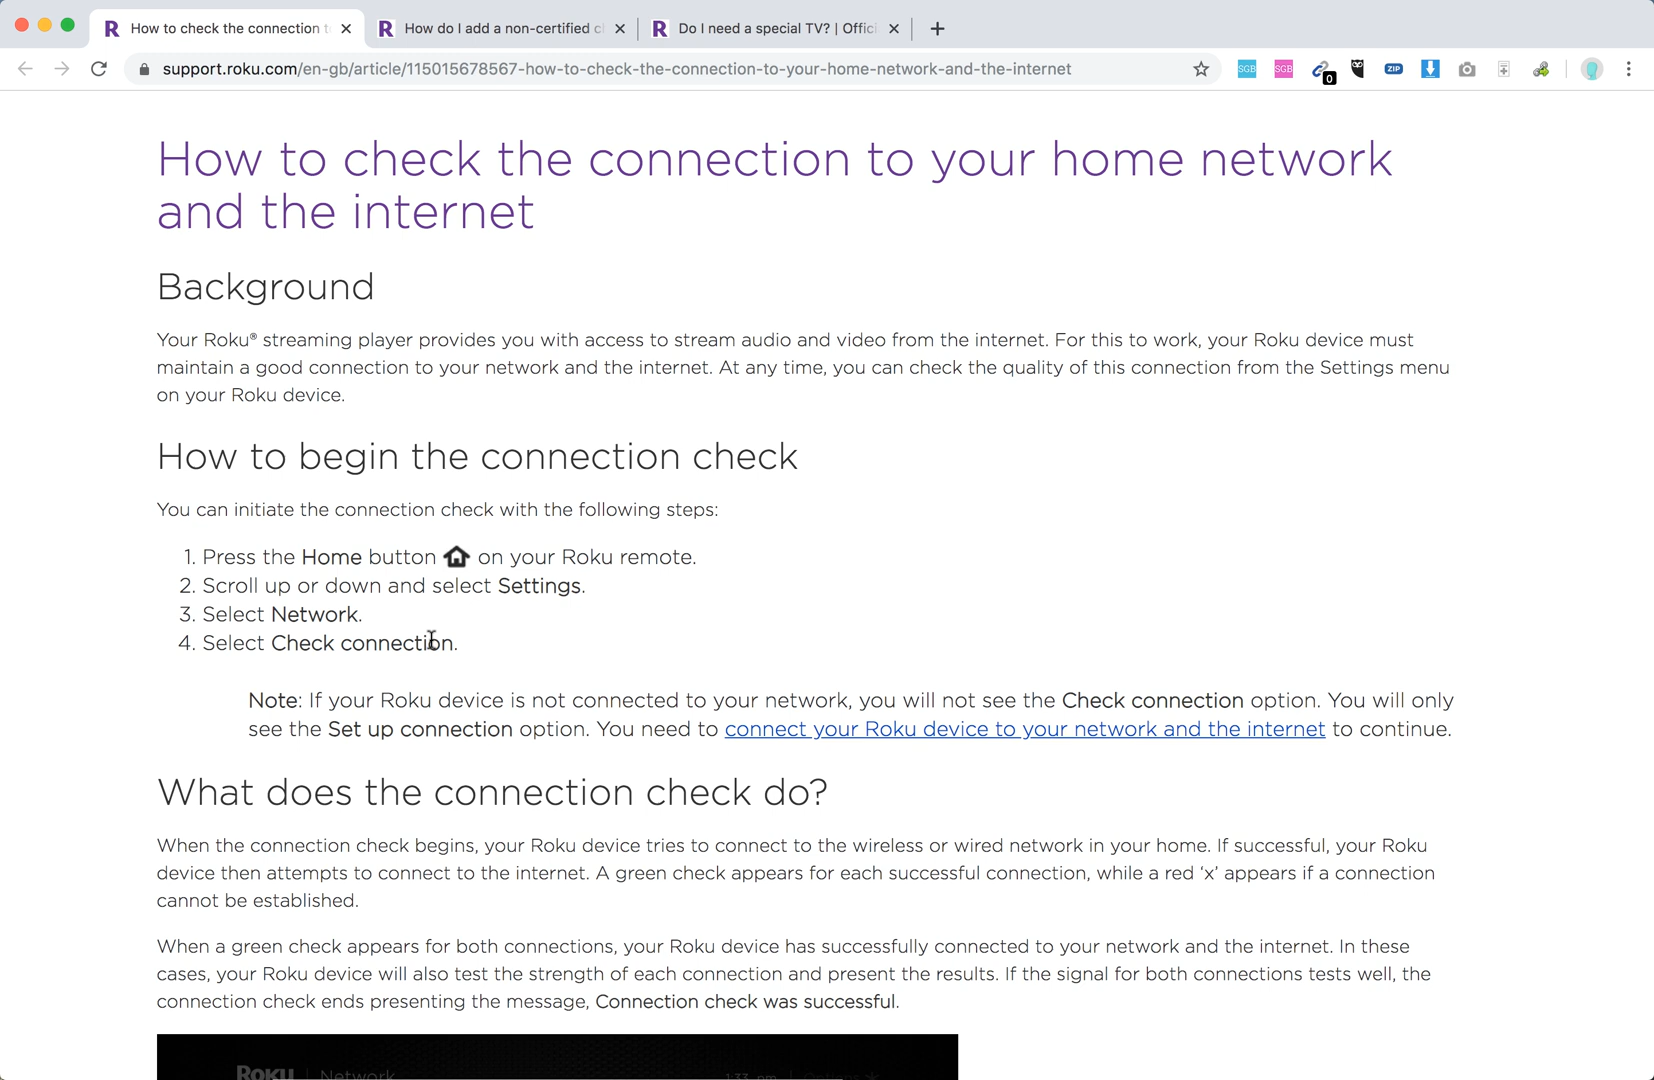 How to check the connection t
How do I add a non-certified c
Do I need a special TV? | Offic
support.roku.com/en-gb/article/115015678567-how-to-check-the-connection-to-your-home-network-and-the-internet
SGB
SGB
0
ZIP
How to check the connection to your home network
and the internet
Background
Your Roku® streaming player provides you with access to stream audio and video from the internet. For this to work, your Roku device must
maintain a good connection to your network and the internet. At any time, you can check the quality of this connection from the Settings menu
on your Roku device.
How to begin the connection check
You can initiate the connection check with the following steps:
1. Press the Home button on your Roku remote.
2. Scroll up or down and select Settings.
3. Select Network.
4. Select Check connection.
Note: If your Roku device is not connected to your network, you will not see the Check connection option. You will only
see the Set up connection option. You need to connect your Roku device to your network and the internet to continue.
What does the connection check do?
When the connection check begins, your Roku device tries to connect to the wireless or wired network in your home. If successful, your Roku
device then attempts to connect to the internet. A green check appears for each successful connection, while a red ‘x’ appears if a connection
cannot be established.
When a green check appears for both connections, your Roku device has successfully connected to your network and the internet. In these
cases, your Roku device will also test the strength of each connection and present the results. If the signal for both connections tests well, the
connection check ends presenting the message, Connection check was successful.
Roku | Network 1:33 pm | Options